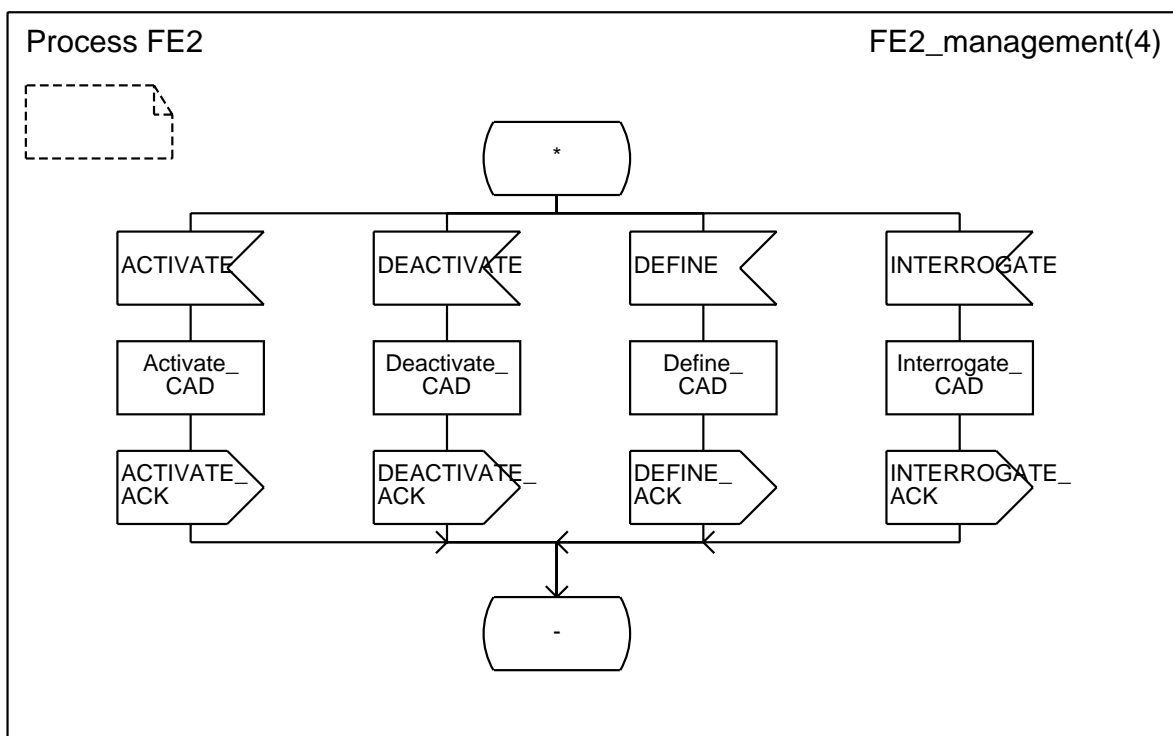 Process FE2
FE2_management(4)
*
ACTIVATE
DEACTIVATE
DEFINE
INTERROGATE
Activate_
CAD
Deactivate_
CAD
Define_
CAD
Interrogate_
CAD
ACTIVATE_
ACK
DEACTIVATE_
ACK
DEFINE_
ACK
INTERROGATE_
ACK
-